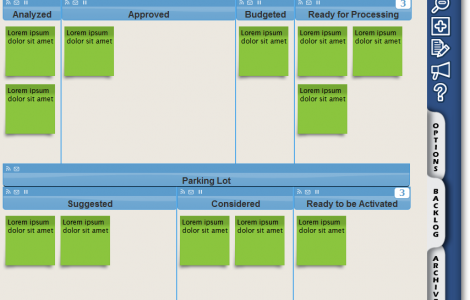 3
Analyzed Approved Budgeted Ready for Processing
Lorem ipsum
dolor sit amet
Lorem ipsum
dolor sit amet
Lorem ipsum
dolor sit amet
Lorem ipsum
dolor sit amet
Lorem ipsum
dolor sit amet
Lorem ipsum
dolor sit amet
Lorem ipsum
dolor sit amet
Parking Lot
3
Suggested Considered Ready to be Activated
Lorem ipsum
dolor sit amet
Lorem ipsum
dolor sit amet
Lorem ipsum
dolor sit amet
Lorem ipsum
dolor sit amet
Lorem ipsum
dolor sit amet
?
OPTIONS
BACKLOG
ARCHIV